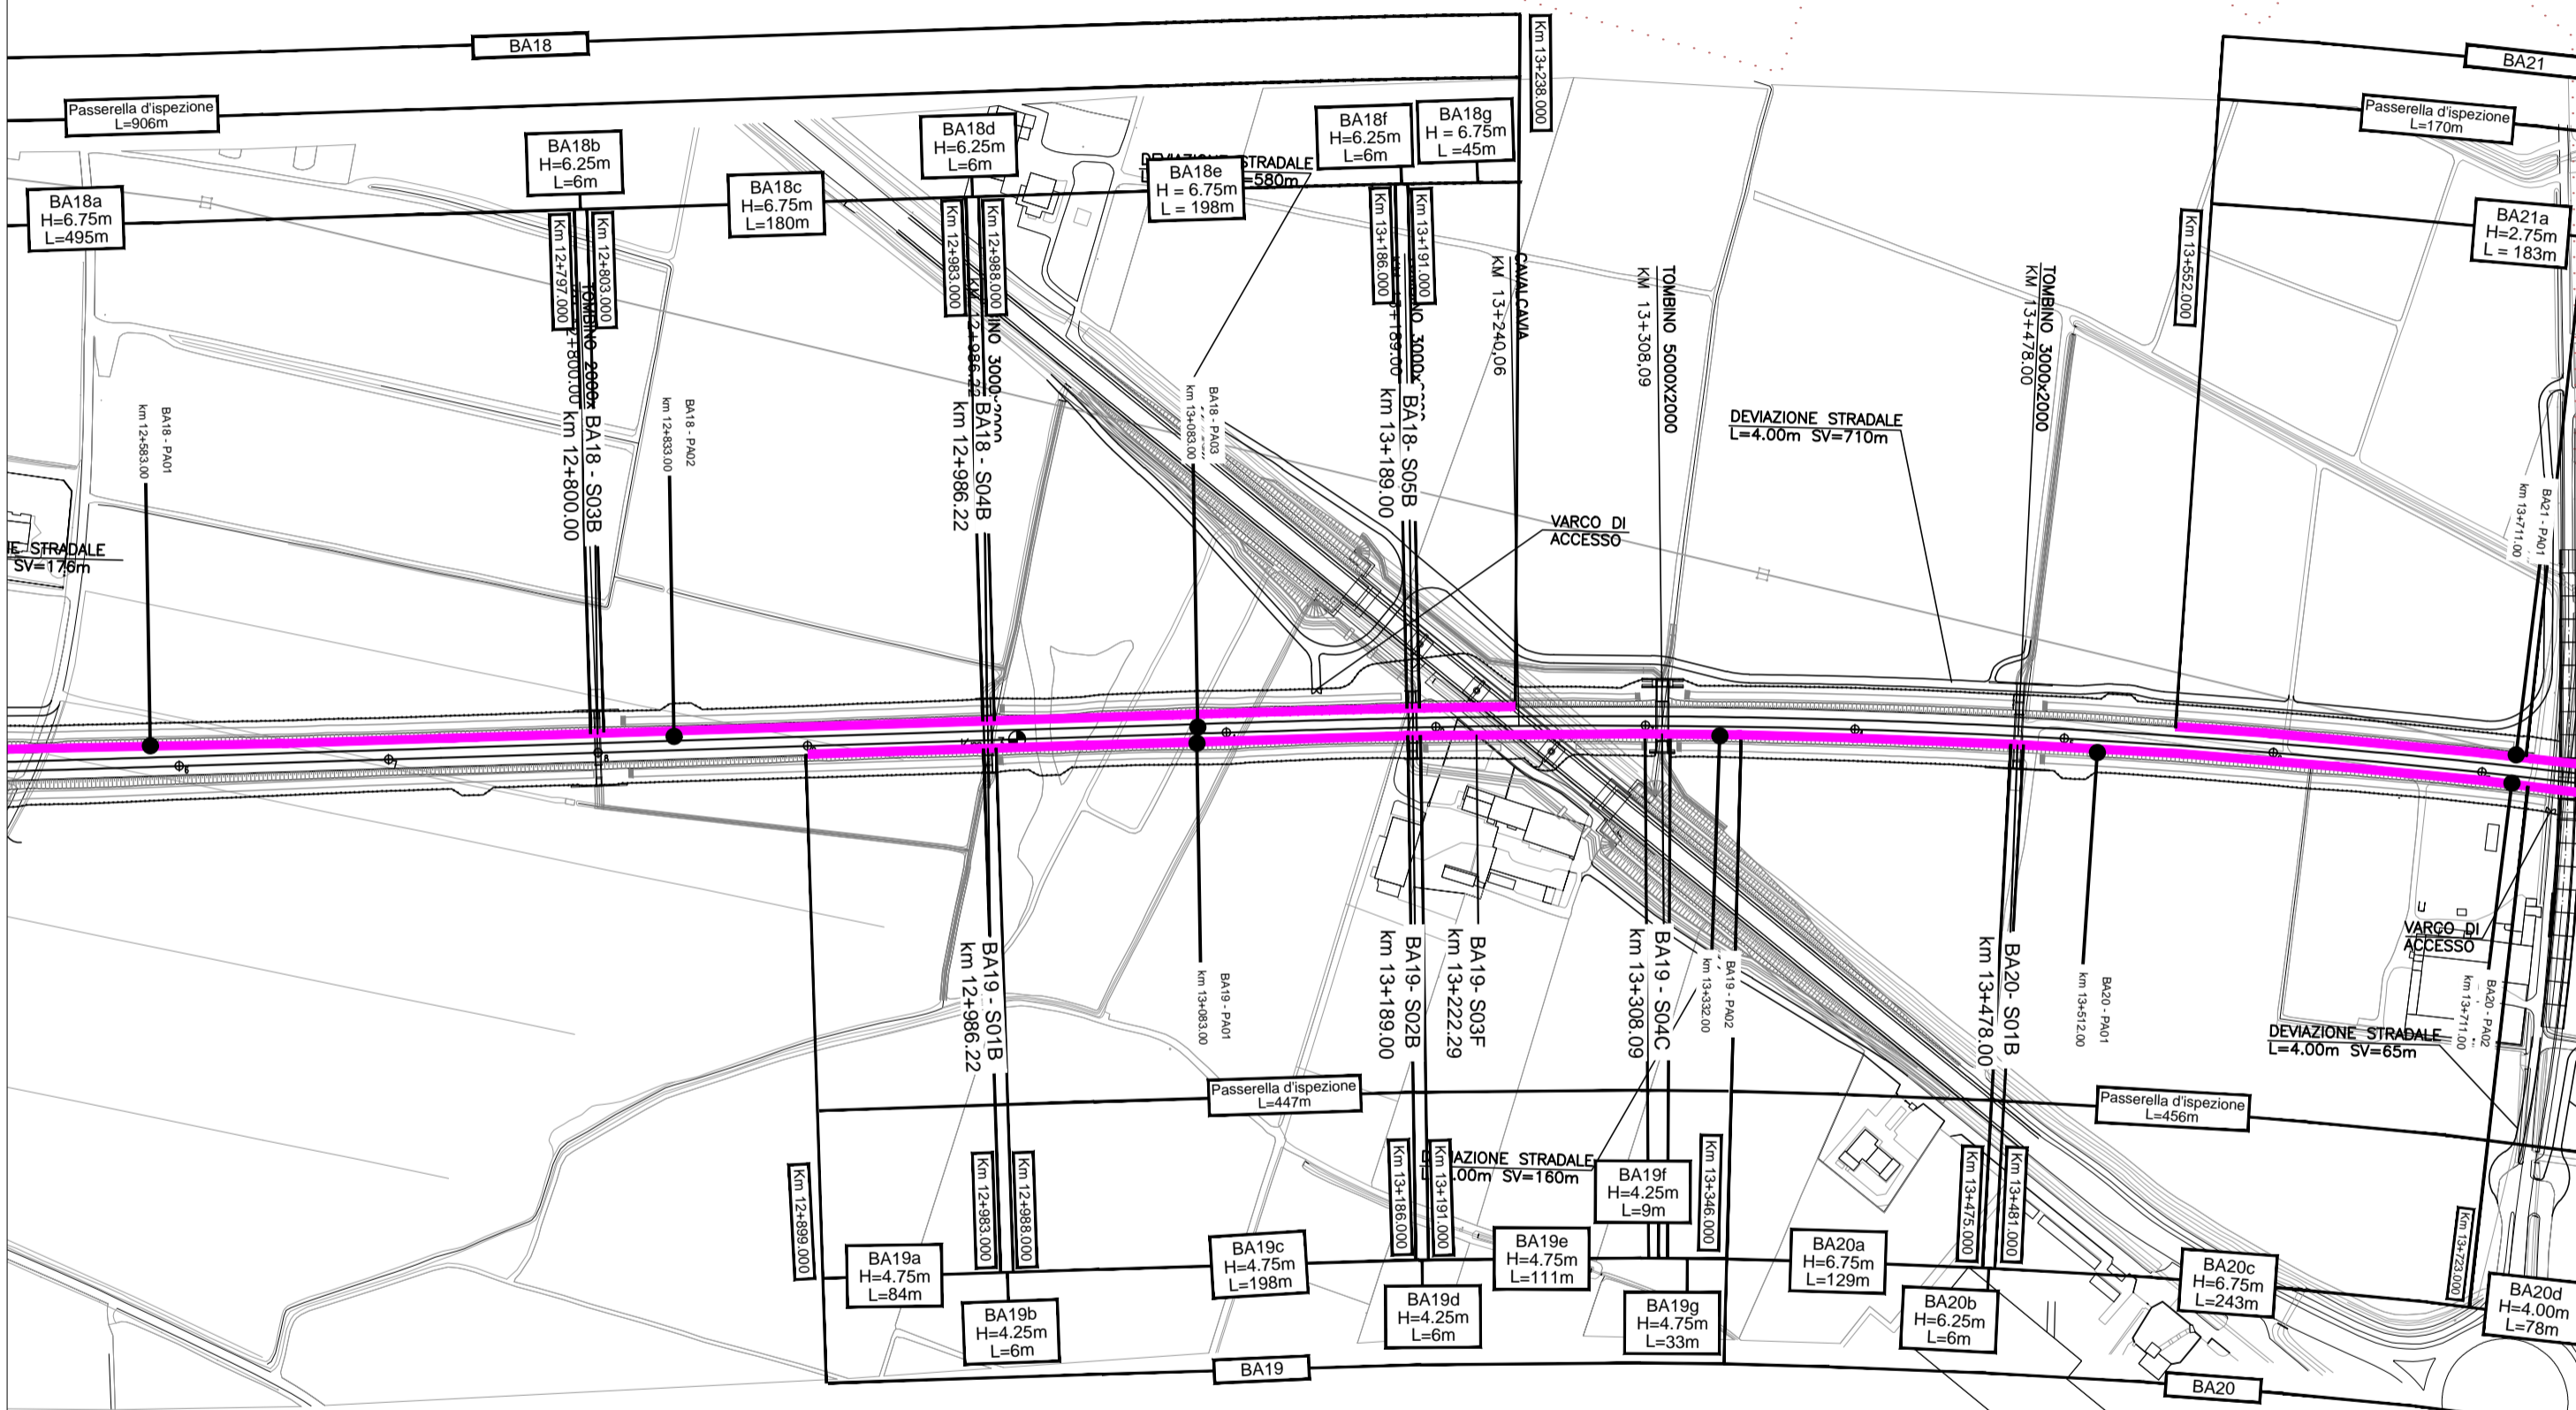 BA18
Km 13+238.000
BA21
Passerella d'ispezione
L=906m
Passerella d'ispezione
L=170m
BA18a
H=6.75m
L=495m
BA18b
H=6.25m
L=6m
BA18c
H=6.75m
L=180m
BA18d
H=6.25m
L=6m
STRADALE
=580m
BA18e
H = 6.75m
L = 198m
BA18f
H=6.25m
L=6m
BA18g
H = 6.75m
L =45m
BA21a
H=2.75m
L = 183m
Km 12+797.000
Km 12+803.000
Km 12+983.000
Km 12+988.000
Km 13+186.000
Km 13+191.000
CAVALCAVIA
KM 13+240,06
TOMBINO 5000x2000
KM 13+308,09
TOMBINO 3000x2000
KM 13+478.00
Km 13+552.000
BA18 - PA01
km 12+583.00
TOMBINO 2000x
BA18 - S03B
km 12+800.00
BA18 - PA02
km 12+833.00
KM 12+986.22
BA18 - S04B
km 12+986.22
BA18 - PA03
km 13+083.00
BA18- S05B
km 13+189.00
DEVIAZIONE STRADALE
L=4.00m SV=710m
VARCO DI
ACCESSO
BA21 - PA01
km 13+711.00
STRADALE
SV=176m
BA19 - S01B
km 12+986.22
BA19 - PA01
km 13+083.00
BA19- S02B
km 13+189.00
BA19- S03F
km 13+222.29
BA19 - S04C
km 13+308.09
BA19 - PA02
km 13+332.00
BA20- S01B
km 13+478.00
BA20 - PA01
km 13+512.00
VARCO DI
ACCESSO
BA20 - PA02
km 13+711.00
DEVIAZIONE STRADALE
L=4.00m SV=65m
Passerella d'ispezione
L=447m
Passerella d'ispezione
L=456m
Km 12+899.000
Km 12+983.000
Km 12+988.000
Km 13+186.000
Km 13+191.000
AZIONE STRADALE
.00m SV=160m
Km 13+346.000
Km 13+475.000
Km 13+481.000
Km 13+723.000
BA19a
H=4.75m
L=84m
BA19b
H=4.25m
L=6m
BA19c
H=4.75m
L=198m
BA19d
H=4.25m
L=6m
BA19e
H=4.75m
L=111m
BA19f
H=4.25m
L=9m
BA19g
H=4.75m
L=33m
BA20a
H=6.75m
L=129m
BA20b
H=6.25m
L=6m
BA20c
H=6.75m
L=243m
BA20d
H=4.00m
L=78m
BA19
BA20